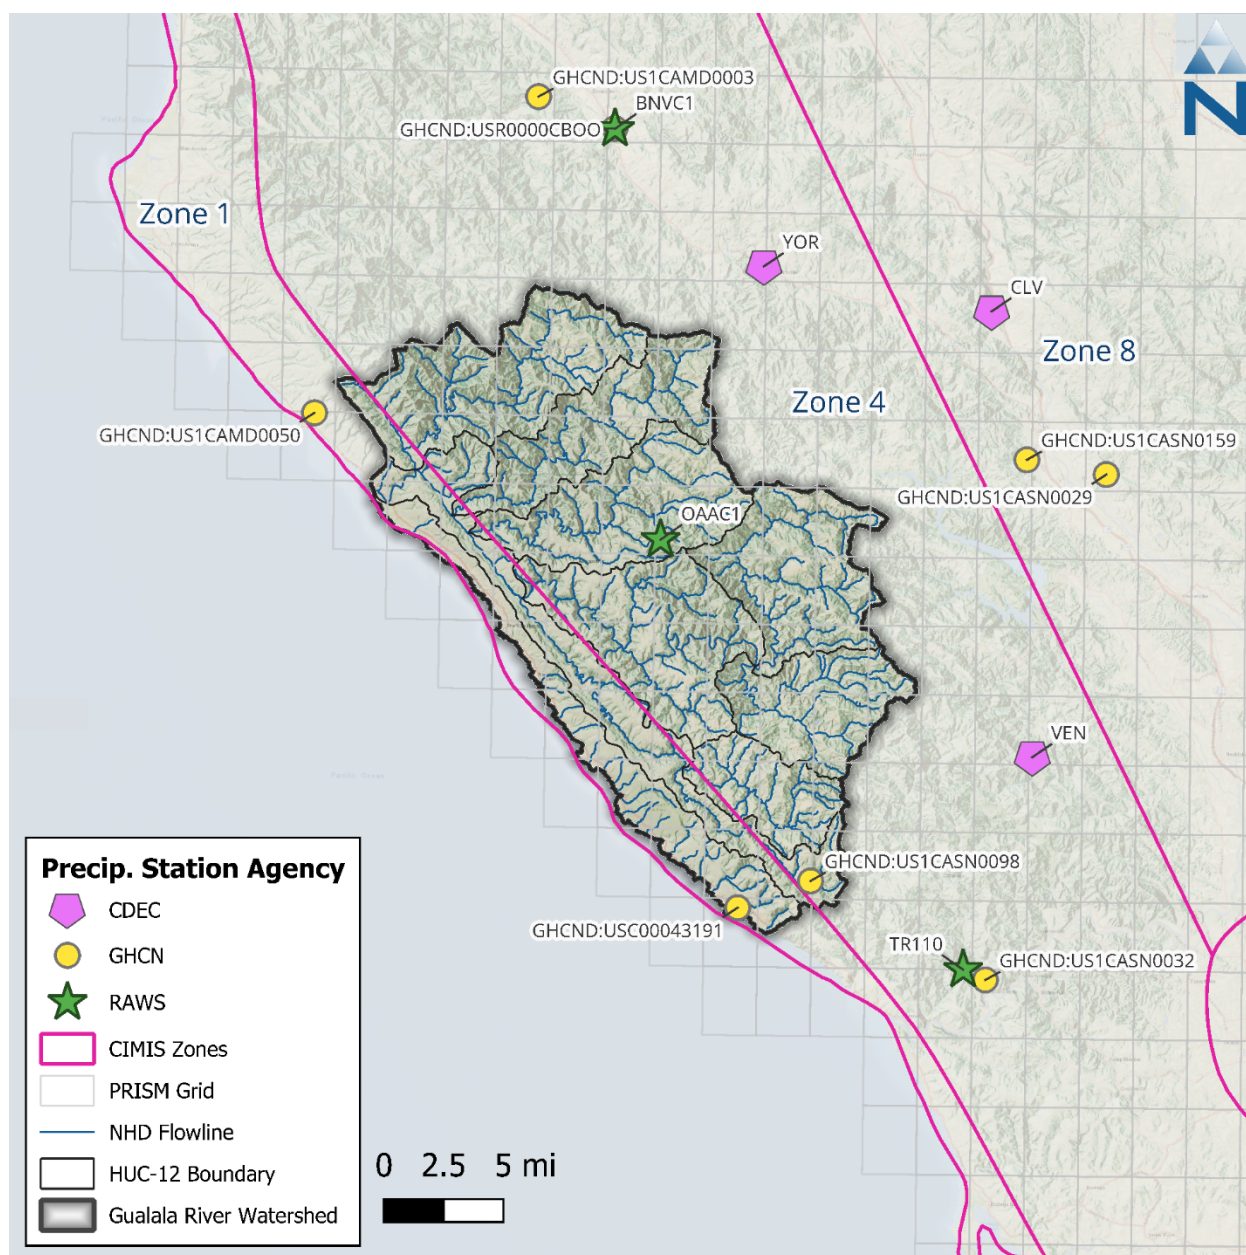 GHCND:US1CAMD0003
BNVC1
GHCND:USR0000CBOO
Zone 1
YOR
CLV
Zone 8
Zone 4
GHCND:US1CAMD0050
GHCND:US1CASN0159
GHCND:US1CASN0029
OAAC1
VEN
GHCND:US1CASN0098
GHCND:USC00043191
TR110
GHCND:US1CASN0032
N
Precip. Station Agency
CDEC
GHCN
RAWS
CIMIS Zones
PRISM Grid
NHD Flowline
HUC-12 Boundary
Gualala River Watershed
0 2.5 5 mi